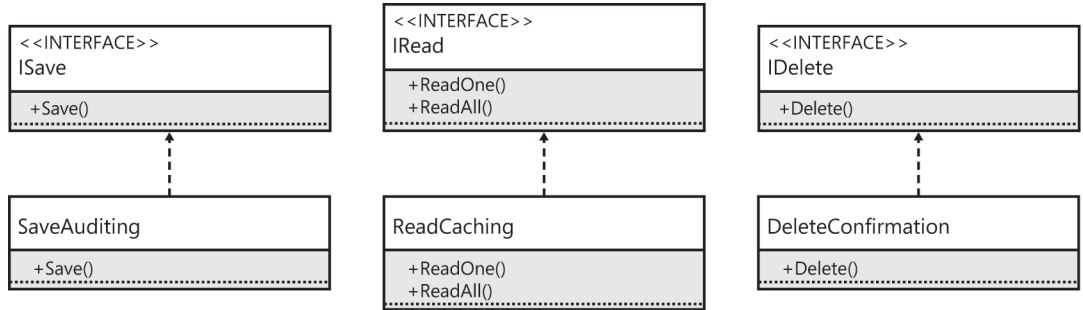 <<INTERFACE>>
ISave
+Save()
<<INTERFACE>>
IRead
+ReadOne()
+ReadAll()
<<INTERFACE>>
IDelete
+Delete()
SaveAuditing
+Save()
ReadCaching
+ReadOne()
+ReadAll()
DeleteConfirmation
+Delete()